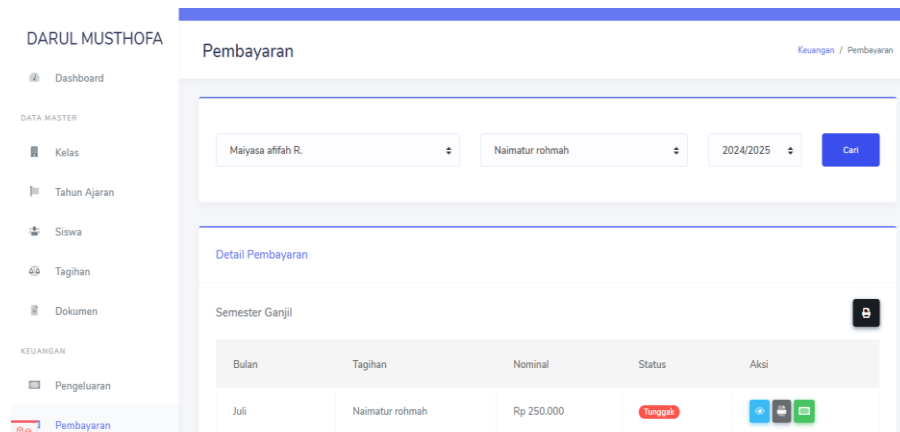 DARUL MUSTHOFA
Dashboard
DATA MASTER
Kelas
Tahun Ajaran
Siswa
Tagihan
Dokumen
KEUANGAN
Pengeluaran
Pembayaran
Pembayaran
Keuangan / Pembayaran
Maiyasa afifah R. Naimatur rohmah 2024/2025 Cari
Detail Pembayaran
Semester Ganjil
Bulan Tagihan Nominal Status Aksi
Juli Naimatur rohmah Rp 250.000 Tunggak